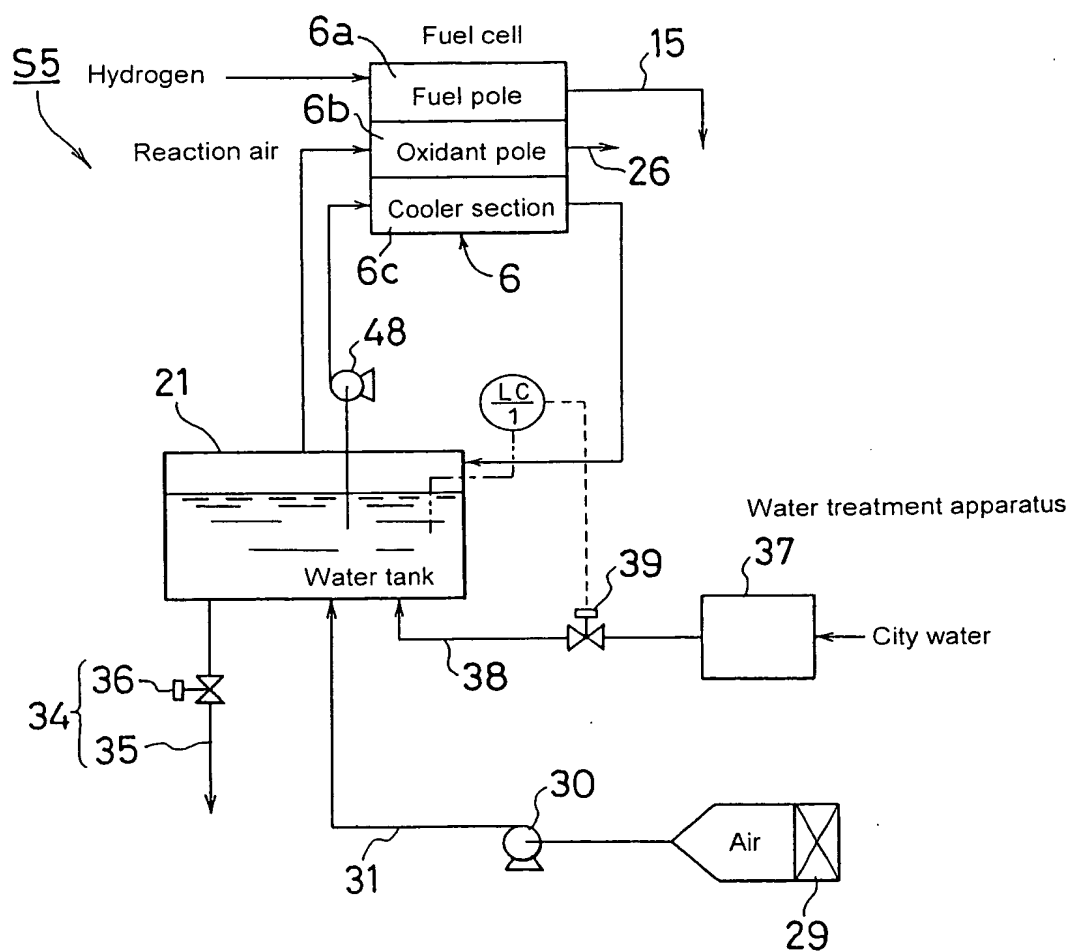 S5
Hydrogen
6a
Fuel cell
15
Fuel pole
6b
Reaction air
Oxidant pole
26
Cooler section
6c
6
48
21
LC
1
Water treatment apparatus
37
39
Water tank
City water
38
36
34
35
30
31
Air
29